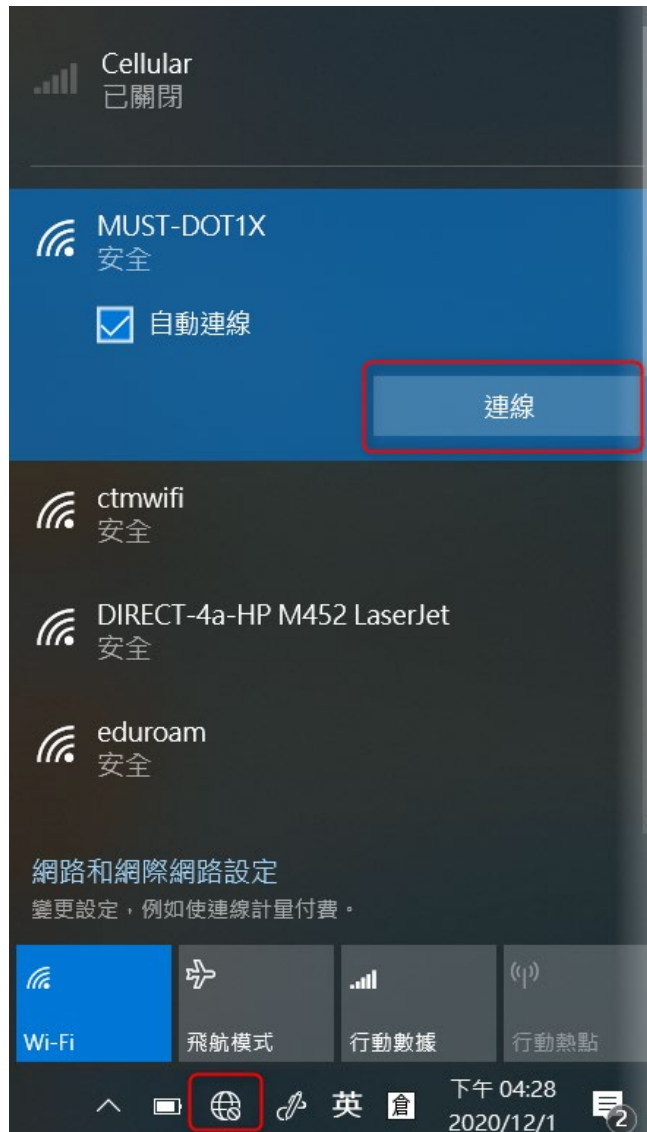 Cellular
已關閉
MUST-DOT1X
安全
自動連線
連線
ctmwifi
安全
DIRECT-4a-HP M452 LaserJet
安全
eduroam
安全
網路和網際網路設定
變更設定，例如使連線計量付費。
Wi-Fi 飛航模式 行動數據 行動熱點
英 倉 下午 04:28
2020/12/1 2